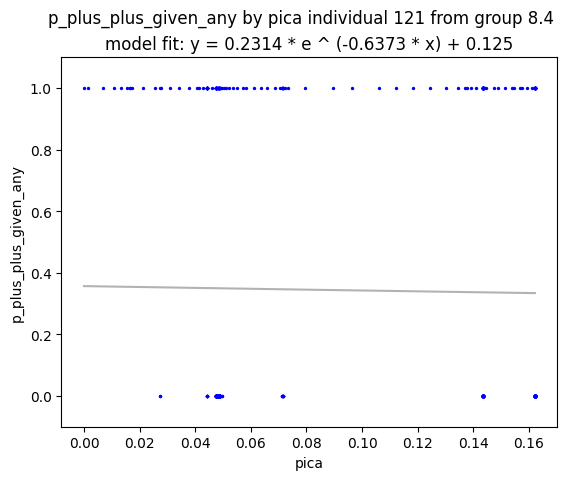 p_plus_plus_given_any by pica individual 121 from group 8.4
model fit: y = 0.2314 * e ^ (-0.6373 * x) + 0.125
p_plus_plus_given_any
1.0
0.8
0.6
0.4
0.2
0.0
0.00 0.02 0.04 0.06 0.08 0.10 0.12 0.14 0.16
pica